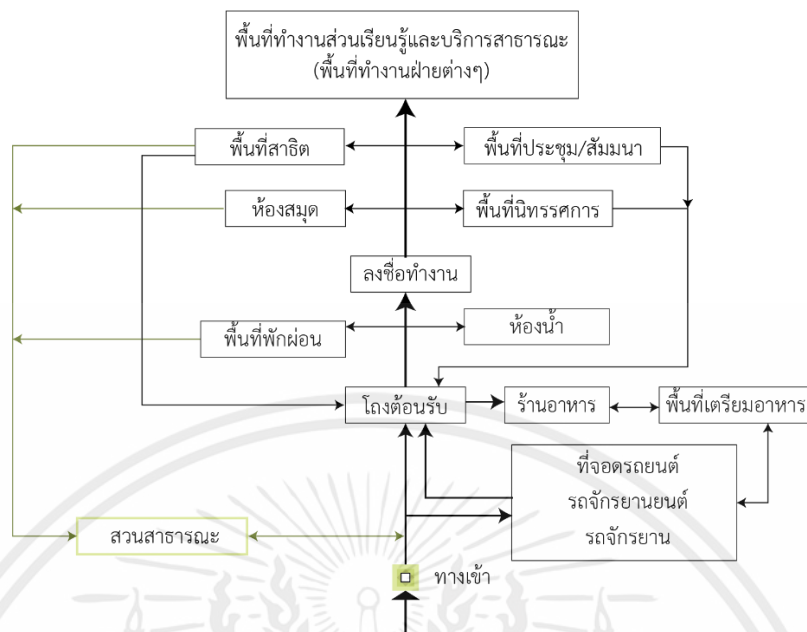 พื้นที่ทำงานส่วนเรียนรู้และบริการสาธารณะ
(พื้นที่ทำงานฝ่ายต่างๆ)
พื้นที่สาธิต
พื้นที่ประชุม/สัมมนา
ห้องสมุด
พื้นที่นิทรรศการ
ลงชื่อทำงาน
พื้นที่พักผ่อน
ห้องน้ำ
โถงต้อนรับ
ร้านอาหาร
พื้นที่เตรียมอาหาร
ที่จอดรถยนต์
รถจักรยานยนต์
รถจักรยาน
สวนสาธารณะ
ทางเข้า